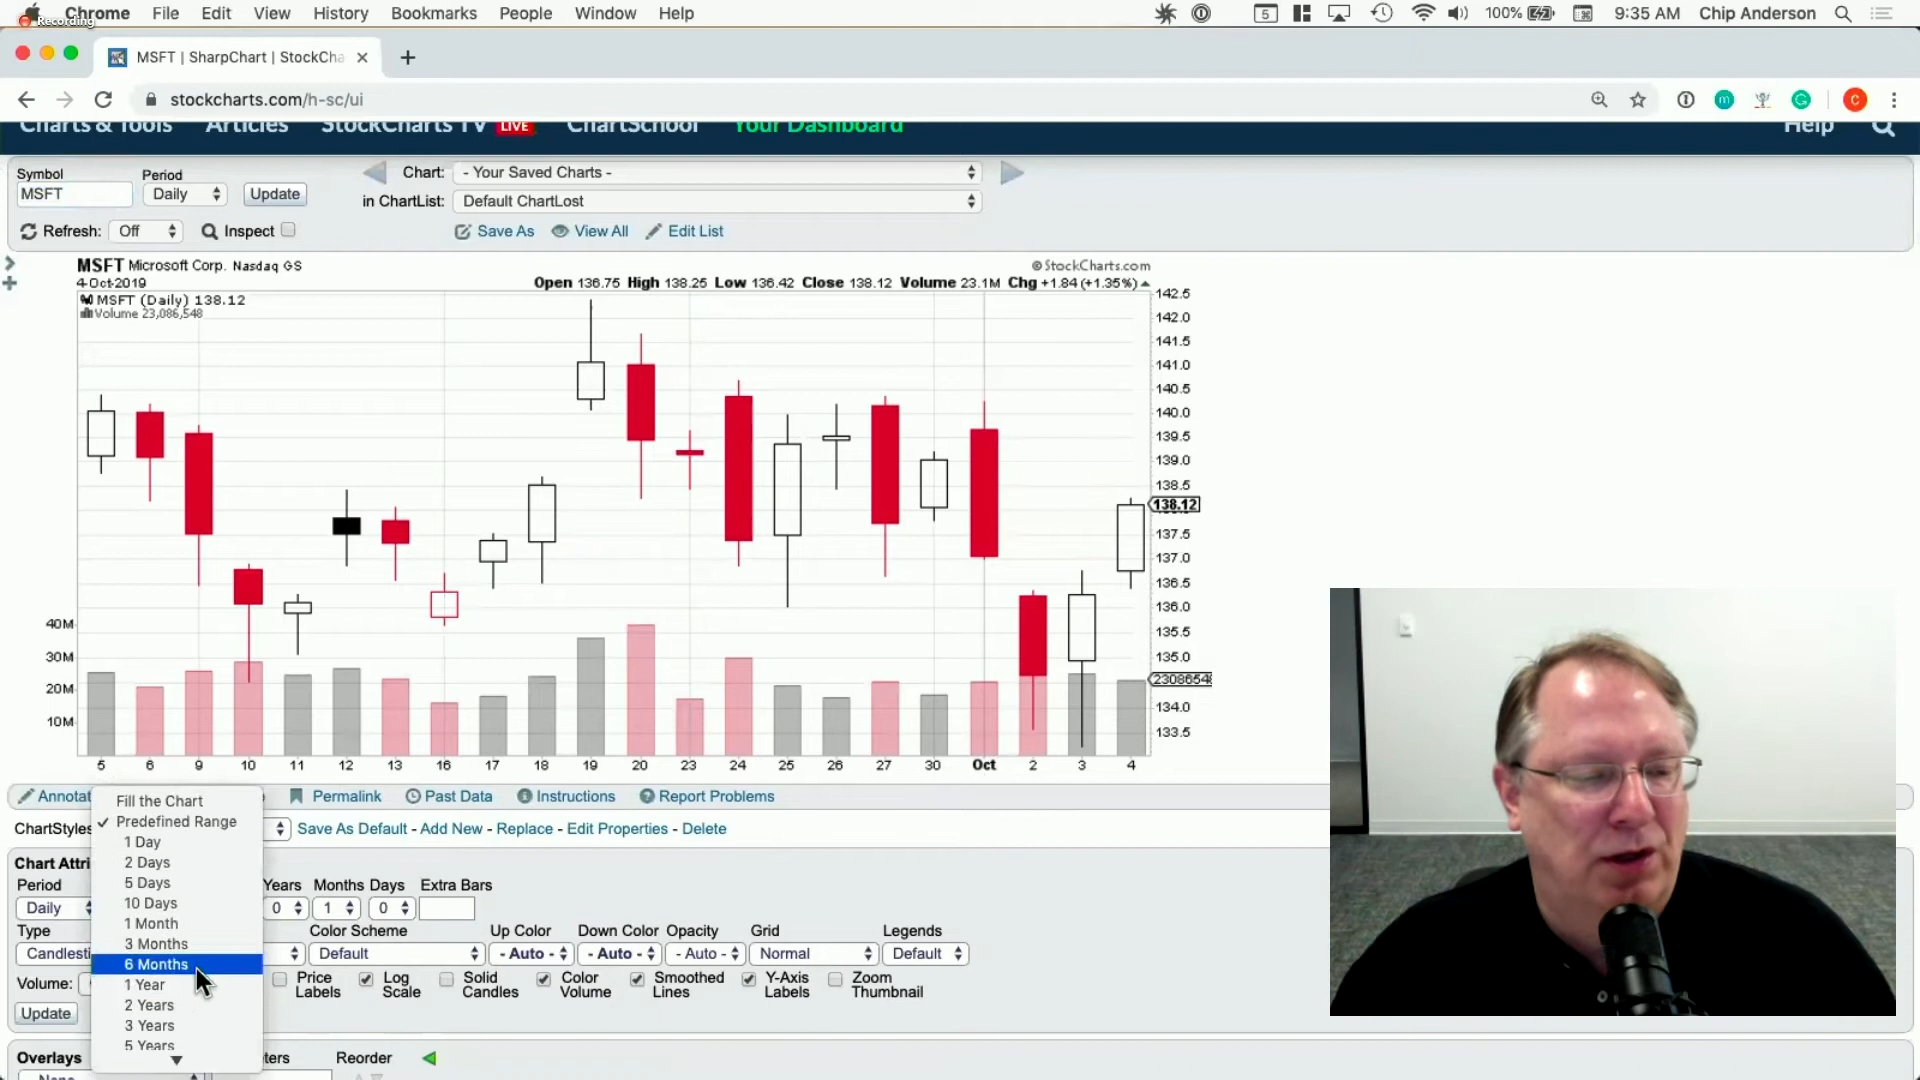 Chrome File Edit View History Bookmarks People Window Help
Recording
5 100% 9:35 AM Chip Anderson
MSFT | SharpChart | StockCha
stockcharts.com/h-sc/ui
Charts & Tools Articles StockCharts TV LIVE ChartSchool Your Dashboard Help
Symbol Period
MSFT Daily Update
Chart: - Your Saved Charts -
in ChartList: Default ChartLost
Refresh: Off Inspect
Save As View All Edit List
MSFT Microsoft Corp. Nasdaq GS
© StockCharts.com
4-Oct-2019
Open 136.75 High 138.25 Low 136.42 Close 138.12 Volume 23.1M Chg +1.84 (+1.35%)
MSFT (Daily) 138.12
Volume 23,086,548
142.5
142.0
141.5
141.0
140.5
140.0
139.5
139.0
138.5
138.12
137.5
137.0
136.5
136.0
135.5
135.0
2308654
134.0
133.5
40M
30M
20M
10M
5 6 9 10 11 12 13 16 17 18 19 20 23 24 25 26 27 30 Oct 2 3 4
Annotat Permalink Past Data Instructions Report Problems
ChartStyles Save As Default - Add New - Replace - Edit Properties - Delete
Fill the Chart
Predefined Range
1 Day
2 Days
5 Days
10 Days
1 Month
3 Months
6 Months
1 Year
2 Years
3 Years
5 Years
Chart Attri
Period Years Months Days Extra Bars
Daily 0 1 0
Type Color Scheme Up Color Down Color Opacity Grid Legends
Candlesti Default - Auto - - Auto - - Auto - Normal Default
Volume: Price Labels Log Scale Solid Candles Color Volume Smoothed Lines Y-Axis Labels Zoom Thumbnail
Update
Overlays ters Reorder